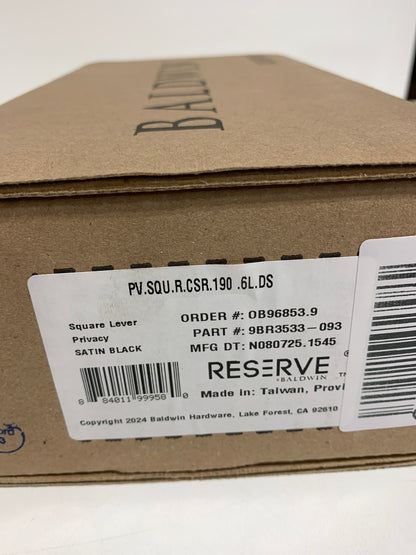 BALDWIN
PV.SQU.R.CSR.190 .6L.DS
Square Lever
Privacy
SATIN BLACK
ORDER #: OB96853.9
PART #: 9BR3533-093
MFG DT: N080725.1545
RESERVE ®
BALDWIN TM
8 84011 99958 0
Made in: Taiwan, Provi
Copyright 2024 Baldwin Hardware, Lake Forest, CA 92610